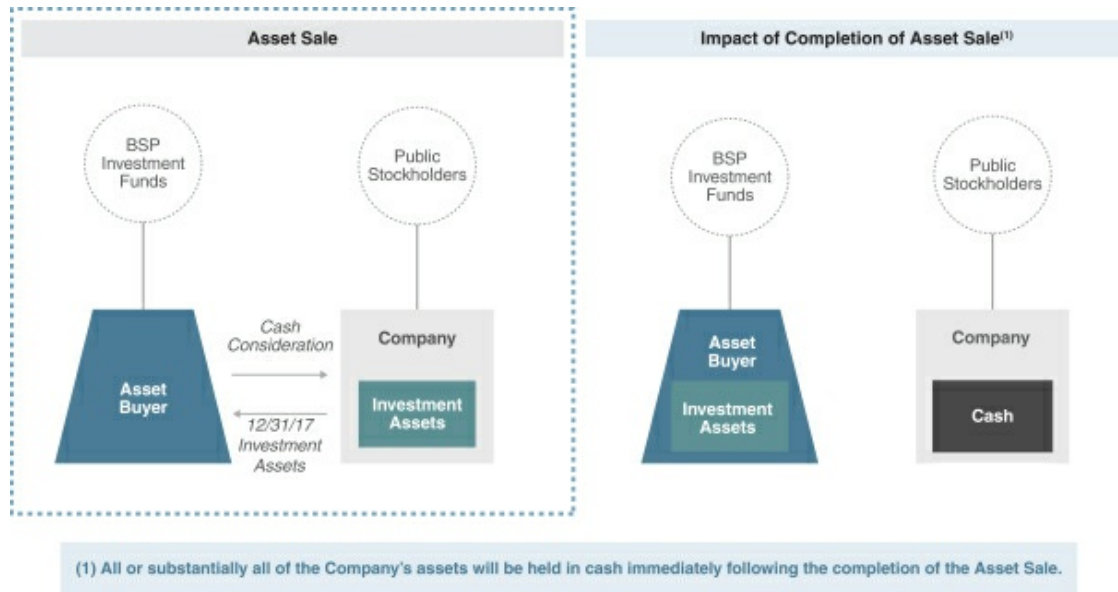 Asset Sale
BSP
Investment
Funds
Public
Stockholders
Cash
Consideration
Company
Asset
Buyer
Investment
Assets
12/31/17
Investment
Assets
Impact of Completion of Asset Sale(1)
BSP
Investment
Funds
Public
Stockholders
Asset
Buyer
Investment
Assets
Company
Cash
(1) All or substantially all of the Company's assets will be held in cash immediately following the completion of the Asset Sale.